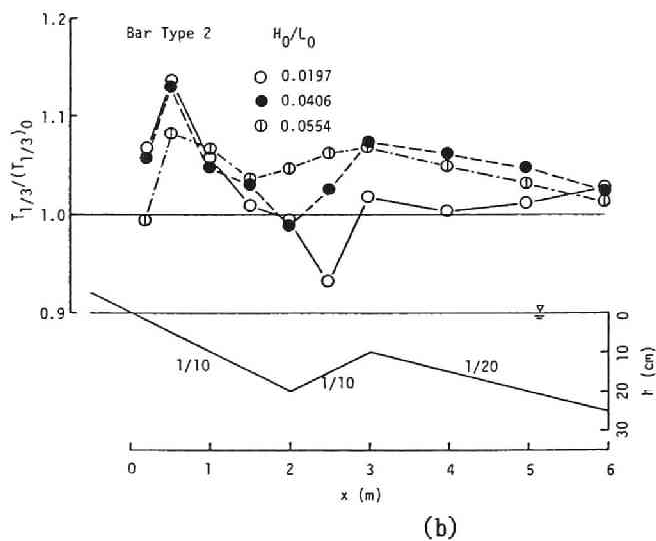 1.2
Bar Type 2
H0/L0
0.0197
0.0406
0.0554
1.1
T1/3/(T1/3)0
1.0
0.9
0
10
20
30
h (cm)
1/10
1/10
1/20
0 1 2 3 4 5 6
x (m)
(b)